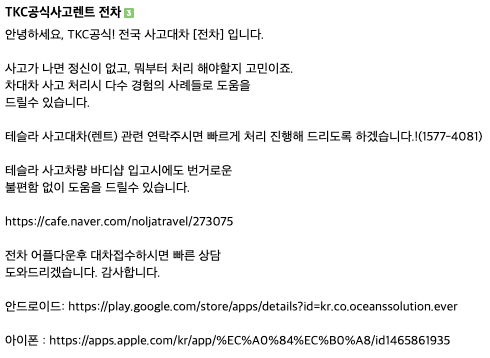 TKC공식사고렌트 전차 3
안녕하세요, TKC공식! 전국 사고대차 [전차] 입니다.
사고가 나면 정신이 없고, 뭐부터 처리 해야할지 고민이죠.
차대차 사고 처리시 다수 경험의 사례들로 도움을
드릴수 있습니다.
테슬라 사고대차(렌트) 관련 연락주시면 빠르게 처리 진행해 드리도록 하겠습니다.!(1577-4081)
테슬라 사고차량 바디샵 입고시에도 번거로운
불편함 없이 도움을 드릴수 있습니다.
https://cafe.naver.com/noljatravel/273075
전차 어플다운후 대차접수하시면 빠른 상담
도와드리겠습니다. 감사합니다.
안드로이드: https://play.google.com/store/apps/details?id=kr.co.oceanssolution.ever
아이폰 : https://apps.apple.com/kr/app/%EC%A0%84%EC%B0%A8/id1465861935